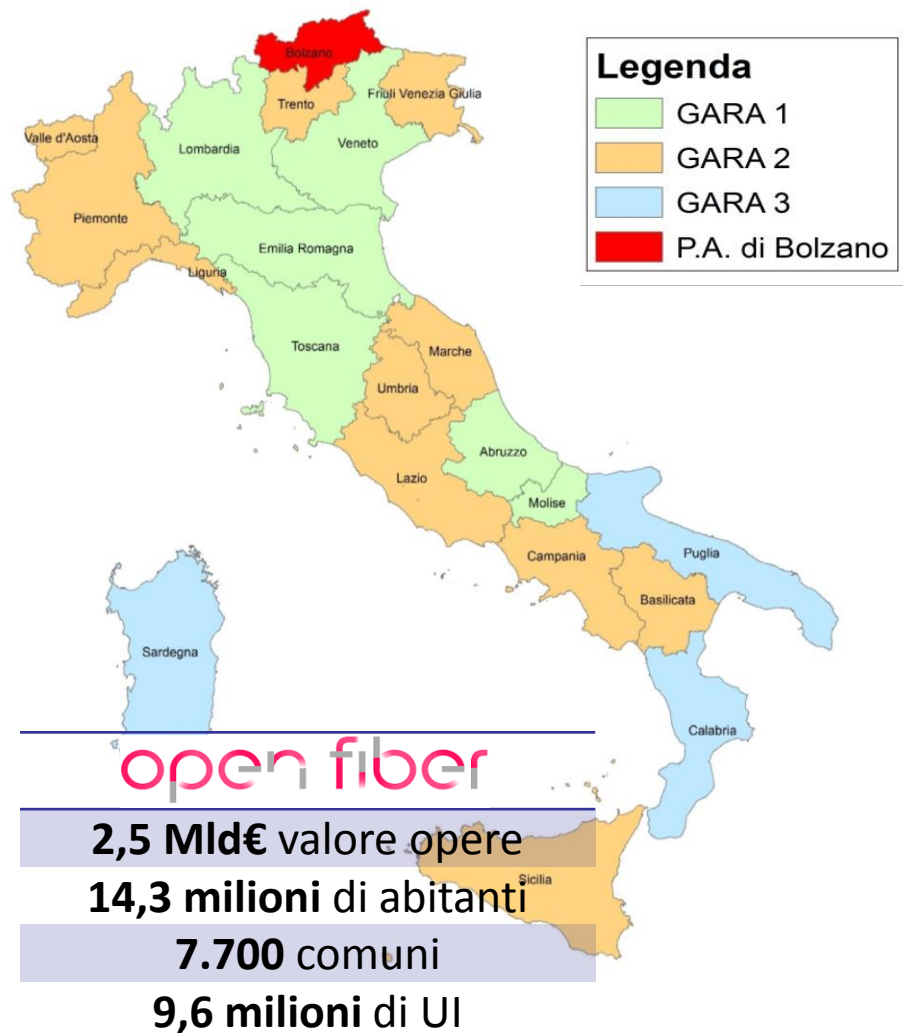 Bolzano
Trento
Friuli Venezia Giulia
Valle d'Aosta
Lombardia
Veneto
Piemonte
Emilia Romagna
Liguria
Toscana
Marche
Umbria
Abruzzo
Lazio
Molise
Campania
Puglia
Basilicata
Sardegna
Calabria
Sicilia
Legenda
GARA 1
GARA 2
GARA 3
P.A. di Bolzano
open fiber
2,5 Mld€ valore opere
14,3 milioni di abitanti
7.700 comuni
9,6 milioni di UI